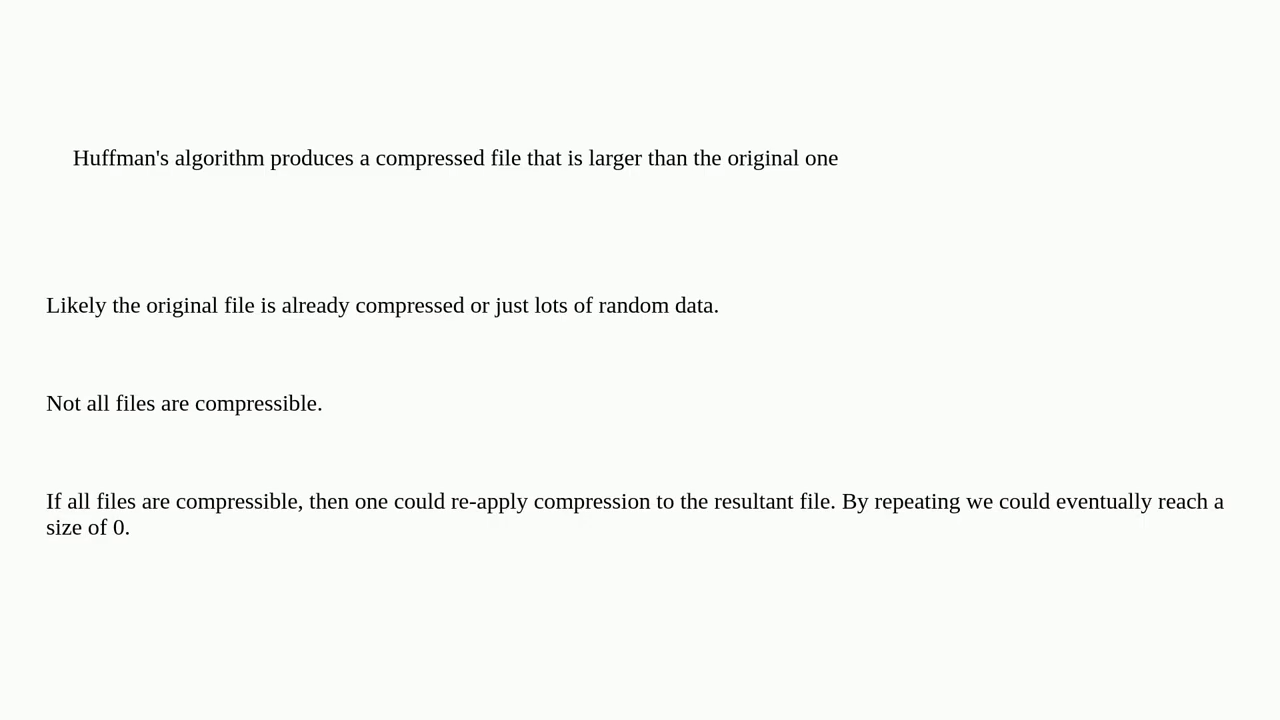 Huffman's algorithm produces a compressed file that is larger than the original one
Likely the original file is already compressed or just lots of random data.
Not all files are compressible.
If all files are compressible, then one could re-apply compression to the resultant file. By repeating we could eventually reach a
size of 0.